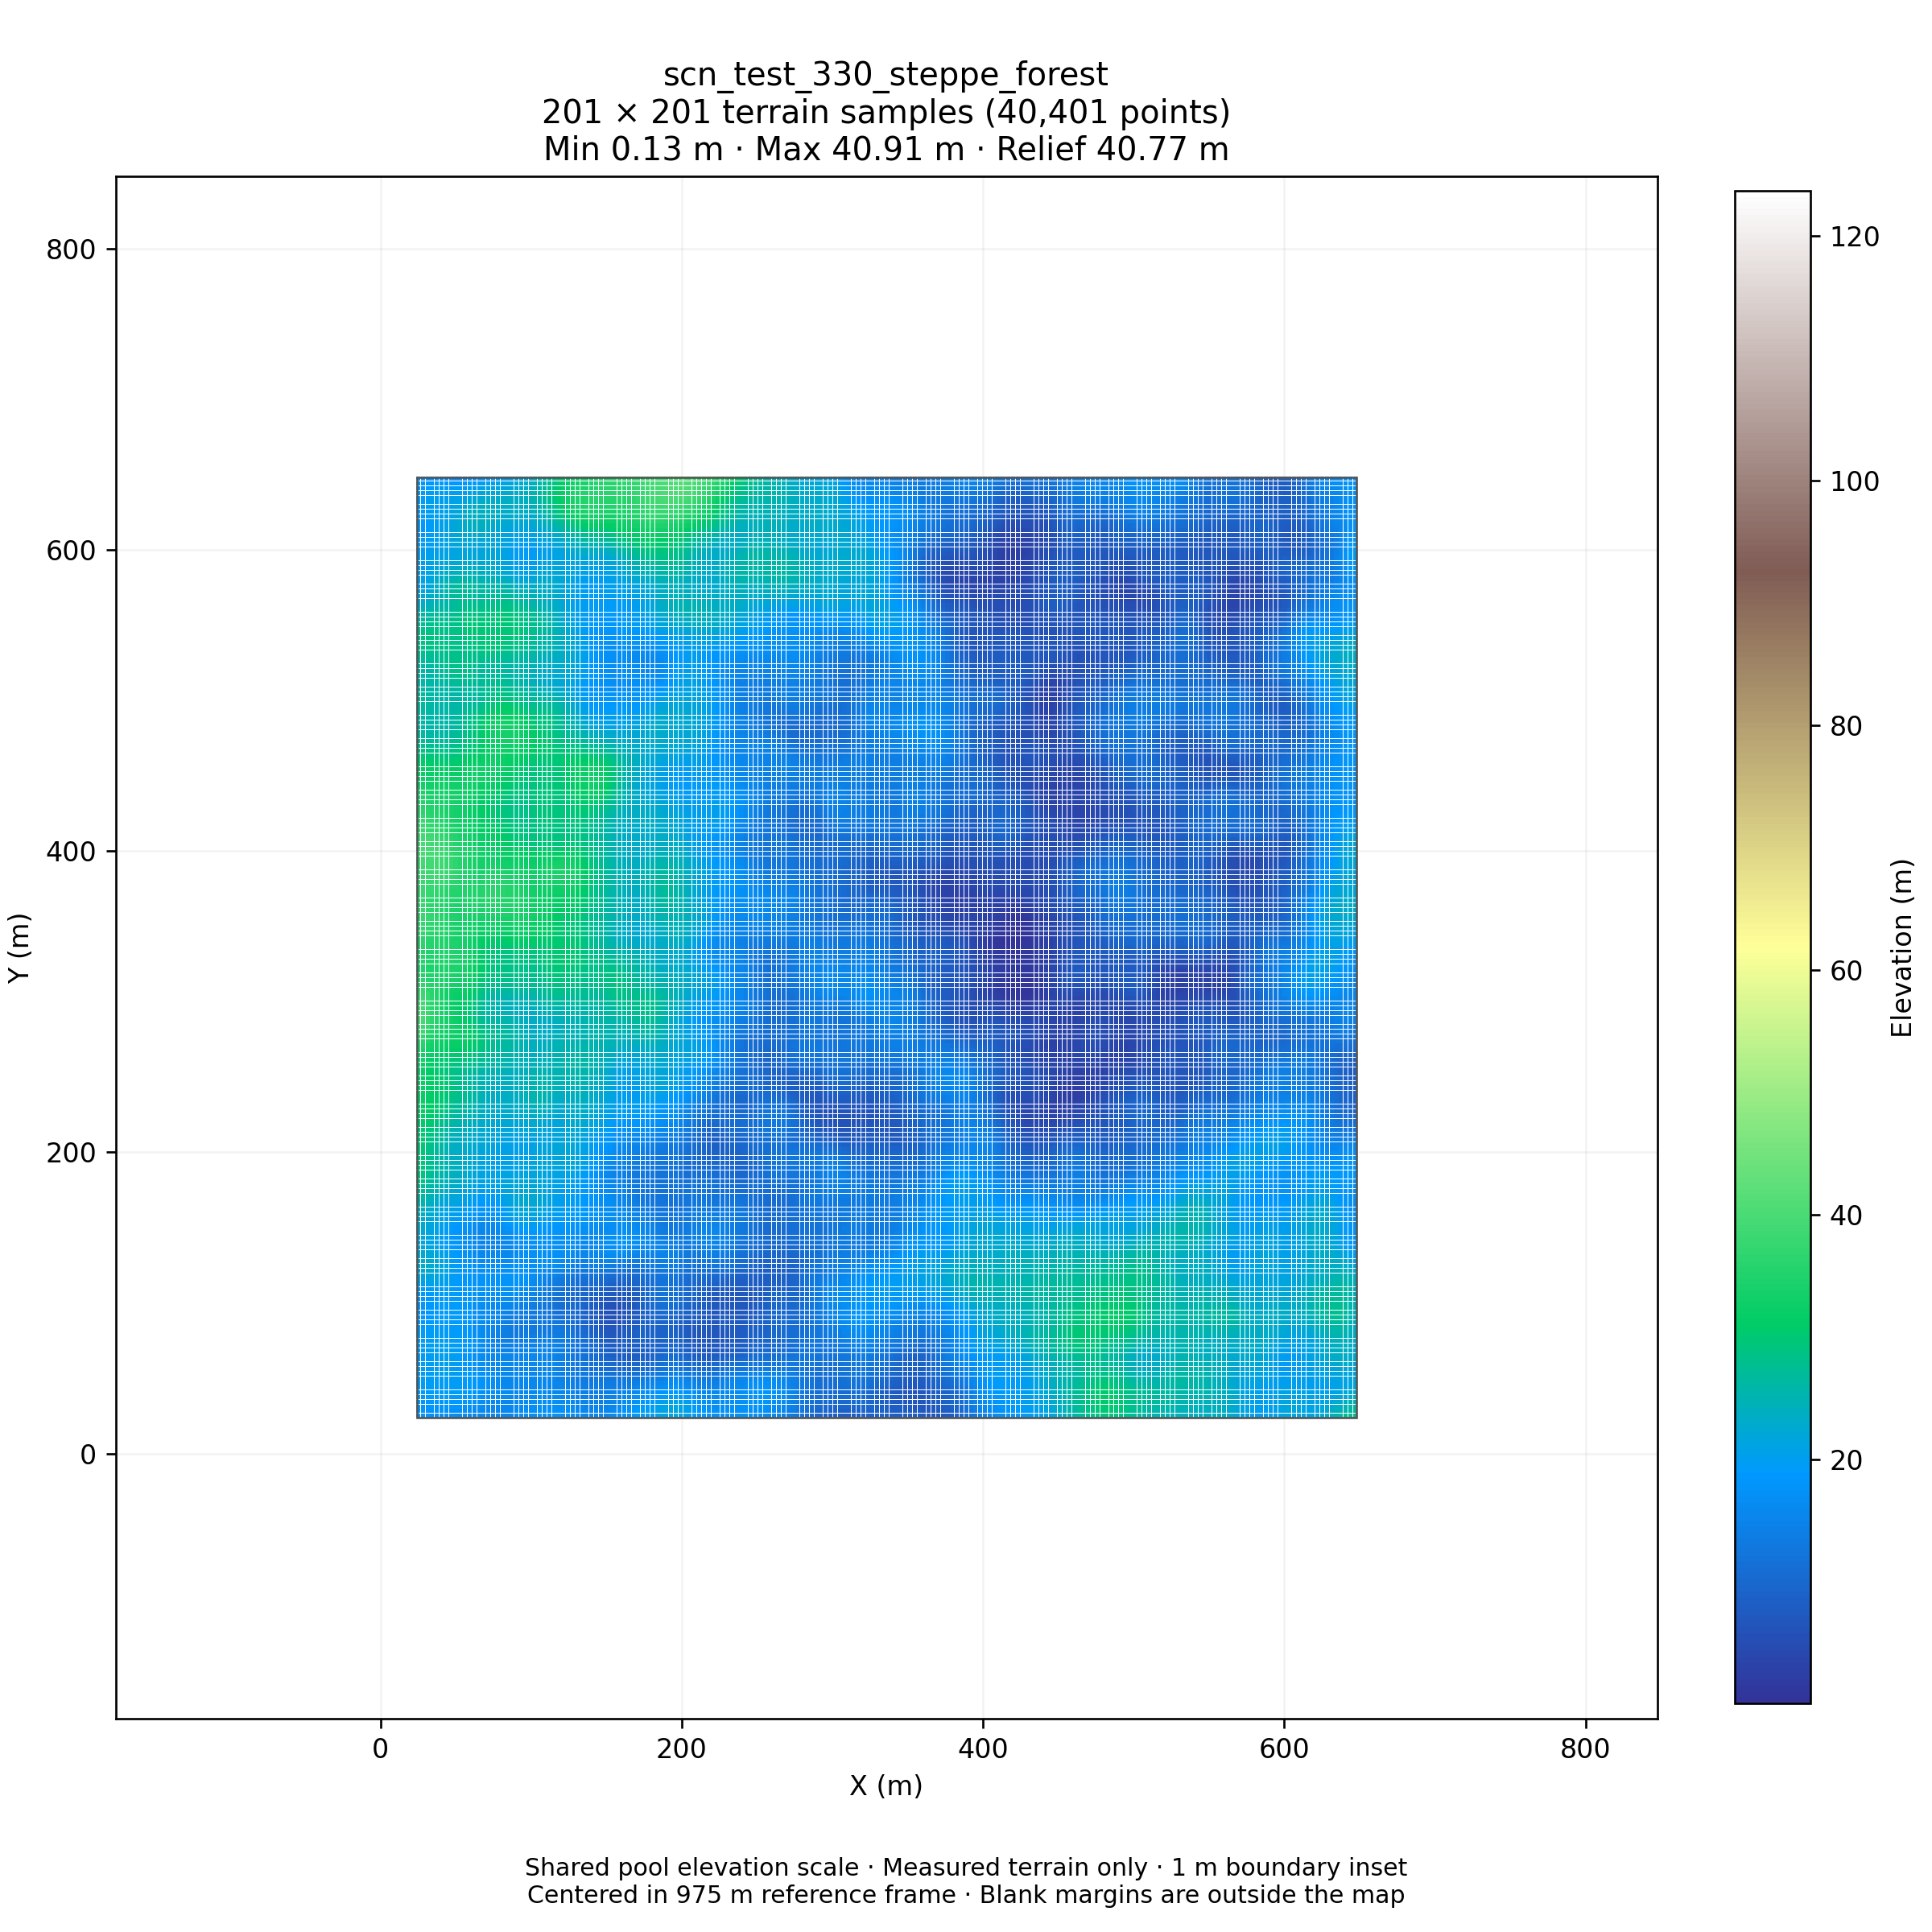 scn_test_330_steppe_forest
201 × 201 terrain samples (40,401 points)
Min 0.13 m · Max 40.91 m · Relief 40.77 m
800
600
400
200
0
Y (m)
0
200
400
600
800
X (m)
120
100
80
60
40
20
Elevation (m)
Shared pool elevation scale · Measured terrain only · 1 m boundary inset
Centered in 975 m reference frame · Blank margins are outside the map